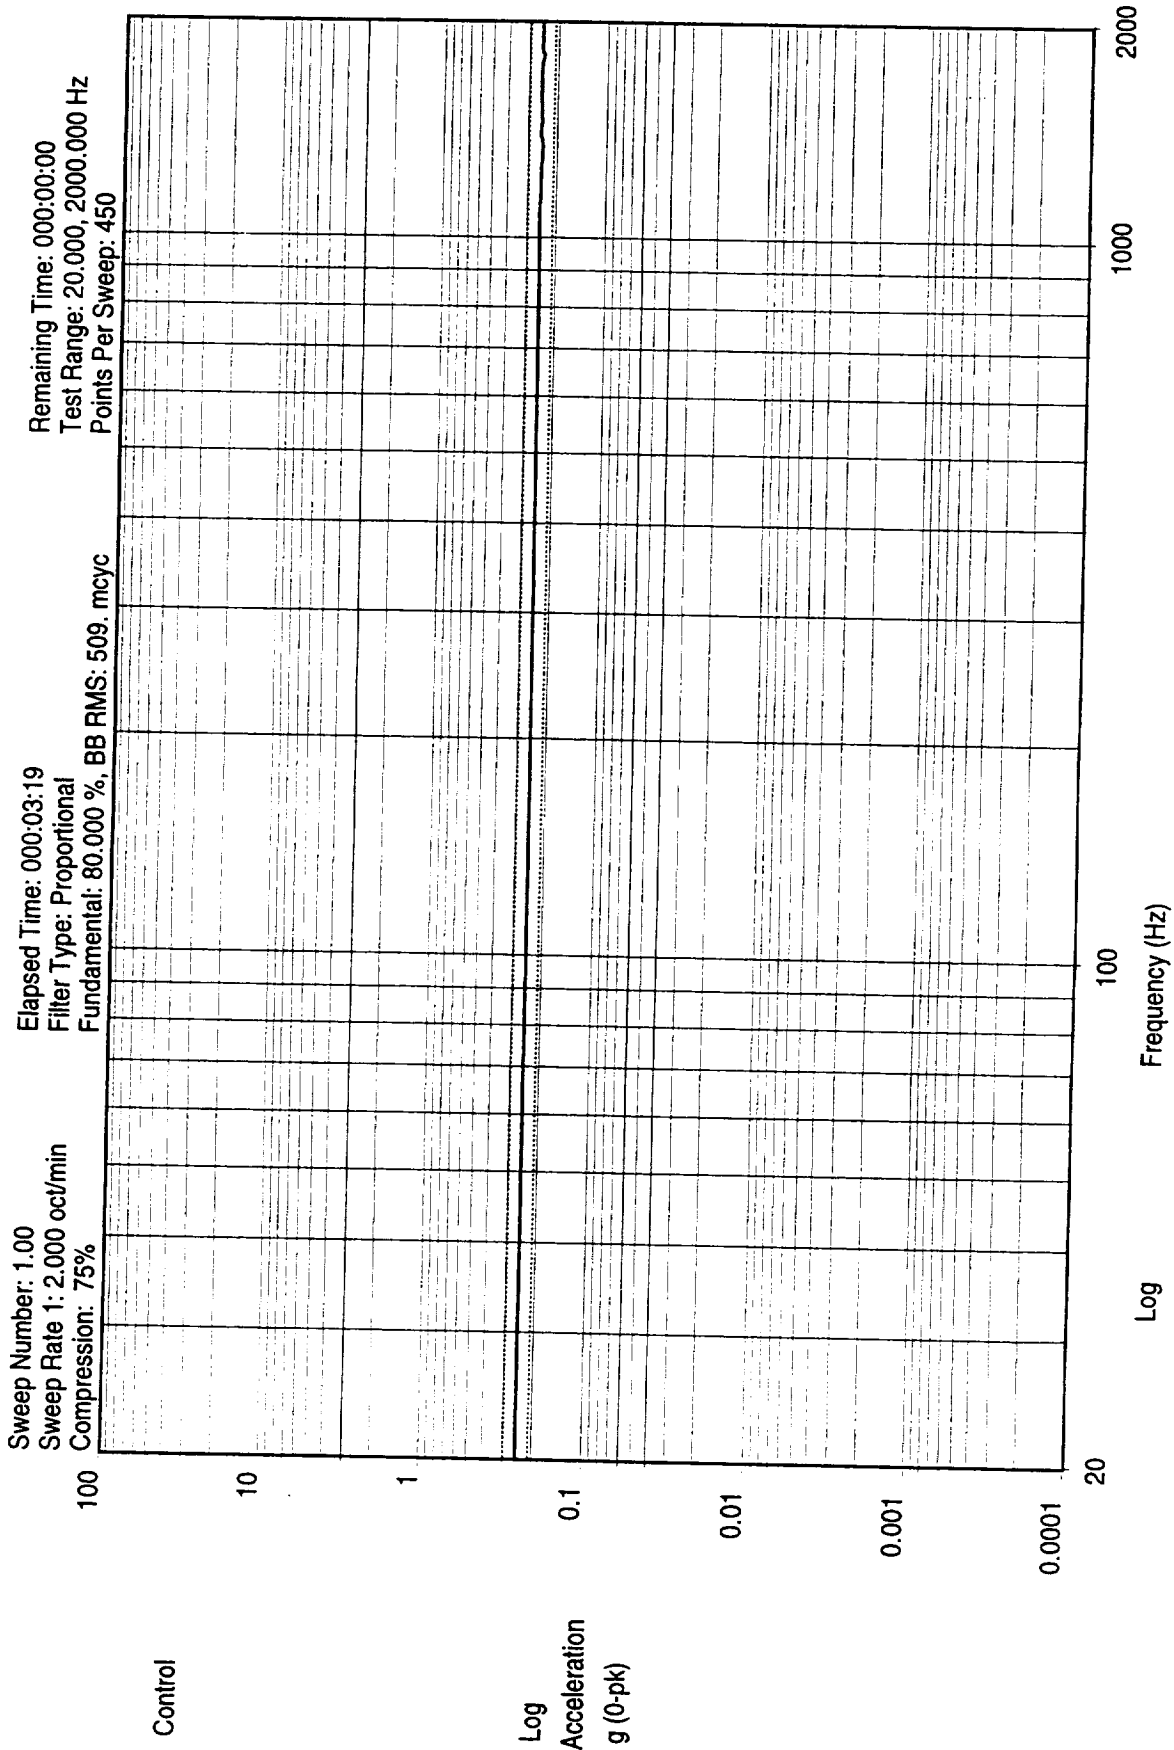 Sweep Number: 1.00
Sweep Rate 1: 2.000 oct/min
Compression: 75%
Elapsed Time: 000:03:19
Filter Type: Proportional
Fundamental: 80.000 %, BB RMS: 509. mcyc
Remaining Time: 000:00:00
Test Range: 20.000, 2000.000 Hz
Points Per Sweep: 450
Control
100
10
1
0.1
0.01
0.001
0.0001
Log
Acceleration
g (0-pk)
20
100
1000
2000
Log
Frequency (Hz)